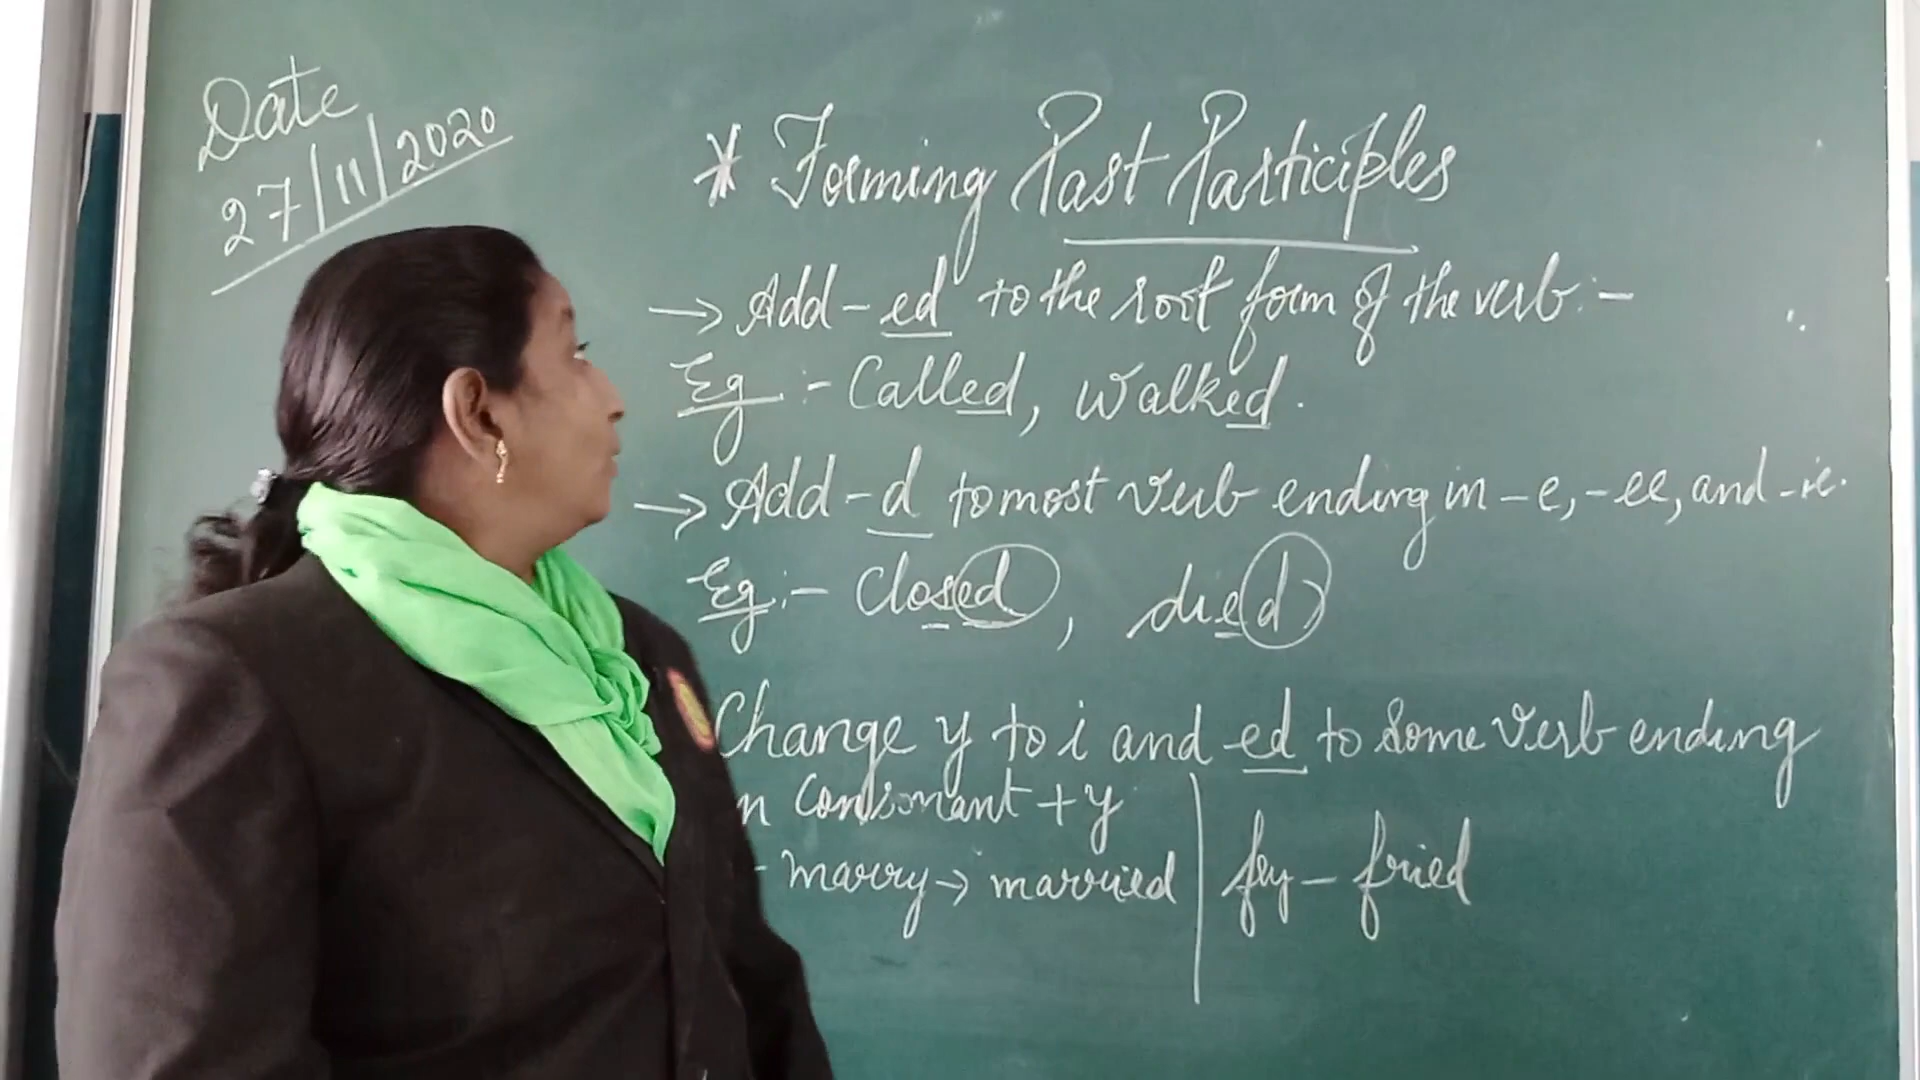 Date
27/11/2020
* Forming Past Participles
→ Add - ed to the root form of the verb :-
Eg :- Called, Walked.
→ Add - d to most verb ending in - e, - ee, and - ie.
Eg :- Closed, died
Change y to i and ed to some verb ending
n Consonant + y
- marry → married | fry - fried